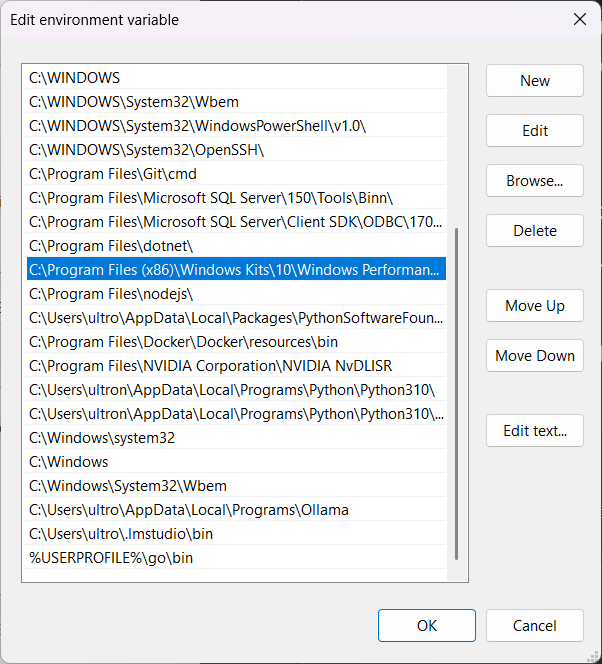 Edit environment variable
C:\WINDOWS
C:\WINDOWS\System32\Wbem
C:\WINDOWS\System32\WindowsPowerShell\v1.0\
C:\WINDOWS\System32\OpenSSH\
C:\Program Files\Git\cmd
C:\Program Files\Microsoft SQL Server\150\Tools\Binn\
C:\Program Files\Microsoft SQL Server\Client SDK\ODBC\170...
C:\Program Files\dotnet\
C:\Program Files (x86)\Windows Kits\10\Windows Performan...
C:\Program Files\nodejs\
C:\Users\ultro\AppData\Local\Packages\PythonSoftwareFoun...
C:\Program Files\Docker\Docker\resources\bin
C:\Program Files\NVIDIA Corporation\NVIDIA NvDLISR
C:\Users\ultron\AppData\Local\Programs\Python\Python310\
C:\Users\ultron\AppData\Local\Programs\Python\Python310\...
C:\Windows\system32
C:\Windows
C:\Windows\System32\Wbem
C:\Users\ultro\AppData\Local\Programs\Ollama
C:\Users\ultro\.lmstudio\bin
%USERPROFILE%\go\bin
New
Edit
Browse...
Delete
Move Up
Move Down
Edit text...
OK
Cancel